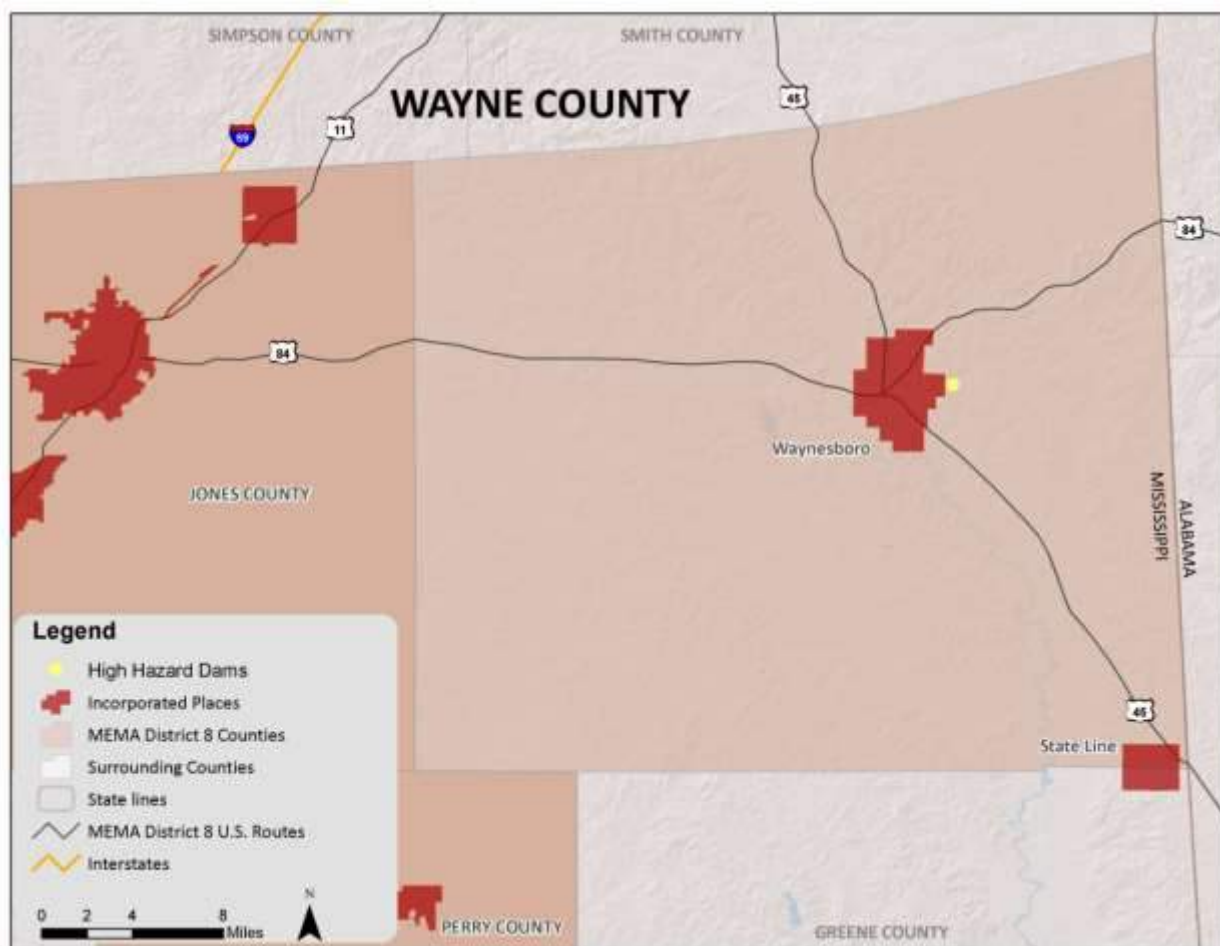 SIMPSON COUNTY
SMITH COUNTY
WAYNE COUNTY
45
11
59
84
84
Waynesboro
JONES COUNTY
MISSISSIPPI
ALABAMA
Legend
High Hazard Dams
Incorporated Places
MEMA District 8 Counties
Surrounding Counties
State lines
MEMA District 8 U.S. Routes
Interstates
0 2 4 8
Miles
N
45
State Line
PERRY COUNTY
GREENE COUNTY